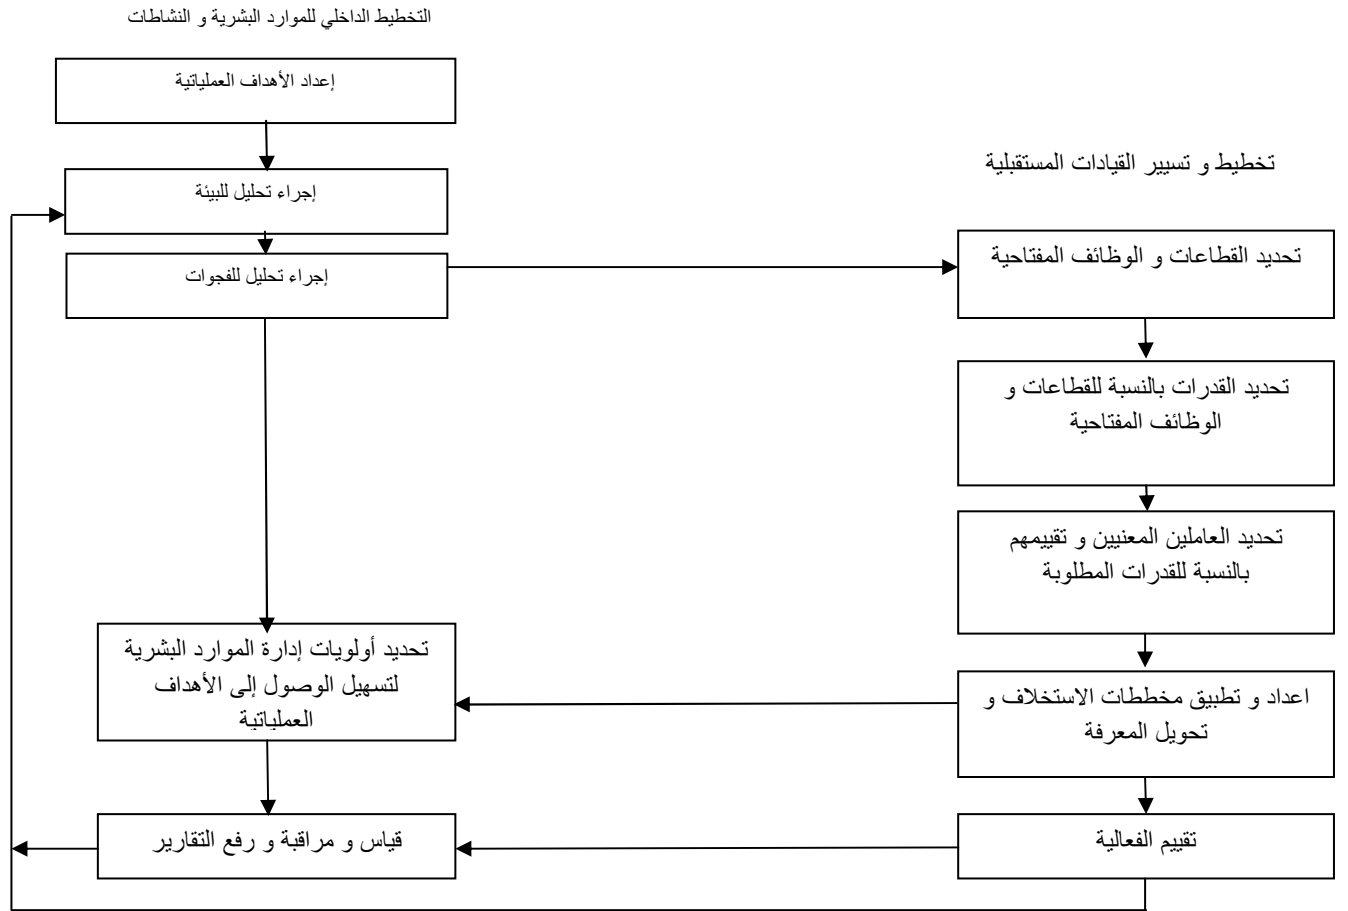 التخطيط الداخلي للموارد البشرية و النشاطات
إعداد الأهداف العملياتية
إجراء تحليل للبيئة
إجراء تحليل للفجوات
تحديد أولويات إدارة الموارد البشرية
لتسهيل الوصول إلى الأهداف
العملياتية
قياس و مراقبة و رفع التقارير
تخطيط و تسيير القيادات المستقبلية
تحديد القطاعات و الوظائف المفتاحية
تحديد القدرات بالنسبة للقطاعات و
الوظائف المفتاحية
تحديد العاملين المعنيين و تقييمهم
بالنسبة للقدرات المطلوبة
اعداد و تطبيق مخططات الاستخلاف و
تحويل المعرفة
تقييم الفعالية